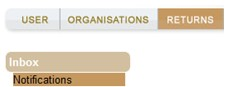 USER ORGANISATIONS RETURNS
Inbox
Notifications